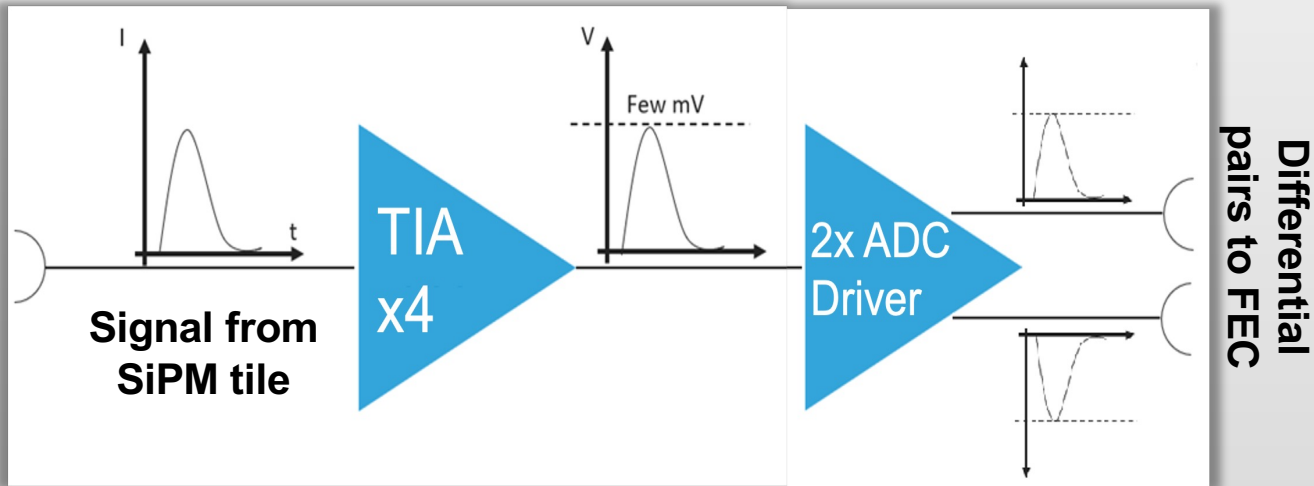 I
t
Signal from
SiPM tile
TIA
x4
V
Few mV
2x ADC
Driver
Differential
pairs to FEC